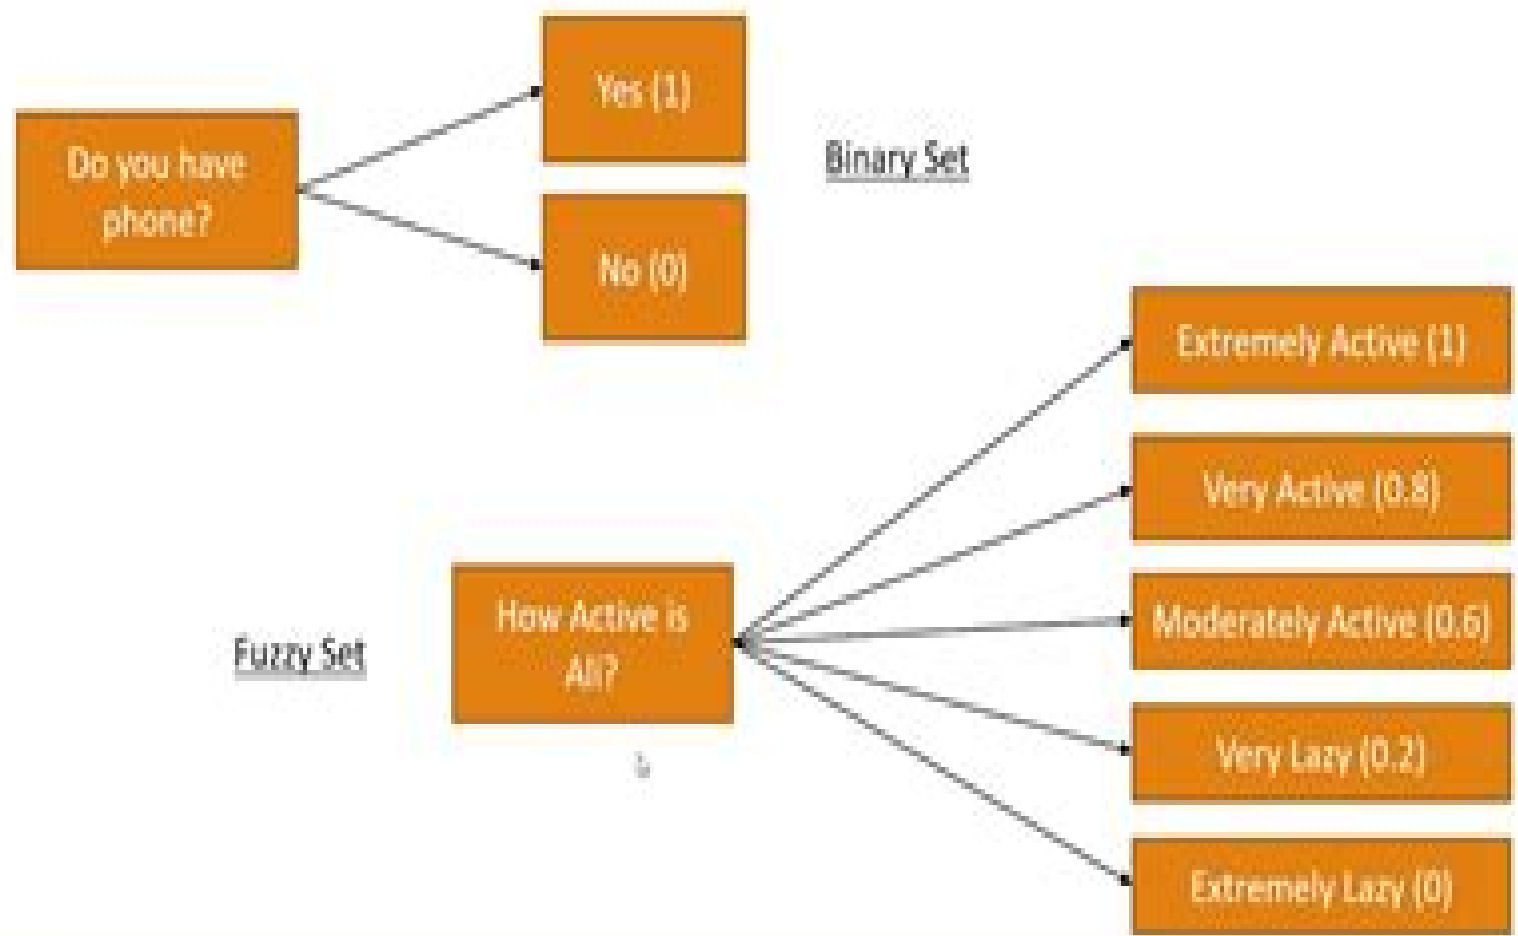 Do you have
phone?
Yes (1)
No (0)
Binary Set
Fuzzy Set
How Active is
Ali?
Extremely Active (1)
Very Active (0.8)
Moderately Active (0.6)
Very Lazy (0.2)
Extremely Lazy (0)